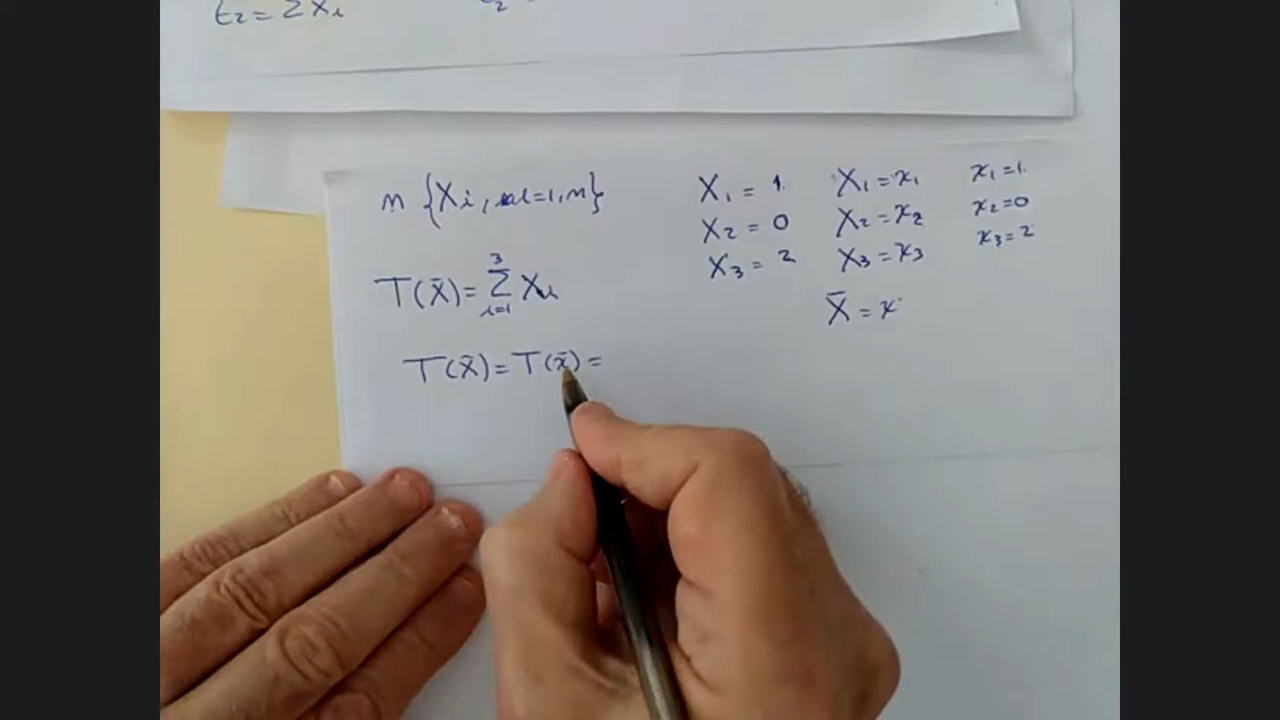 t₂ = Σ Xi
n {Xi, i=1,n}
T(X̄) = Σ³ᵢ₌₁ Xi
T(X̄) = T(x̄) =
X₁ = 1.
X₂ = 0
X₃ = 2
X₁ = x₁
X₂ = x₂
X₃ = x₃
X̄ = x
x₁ = 1.
x₂ = 0
x₃ = 2